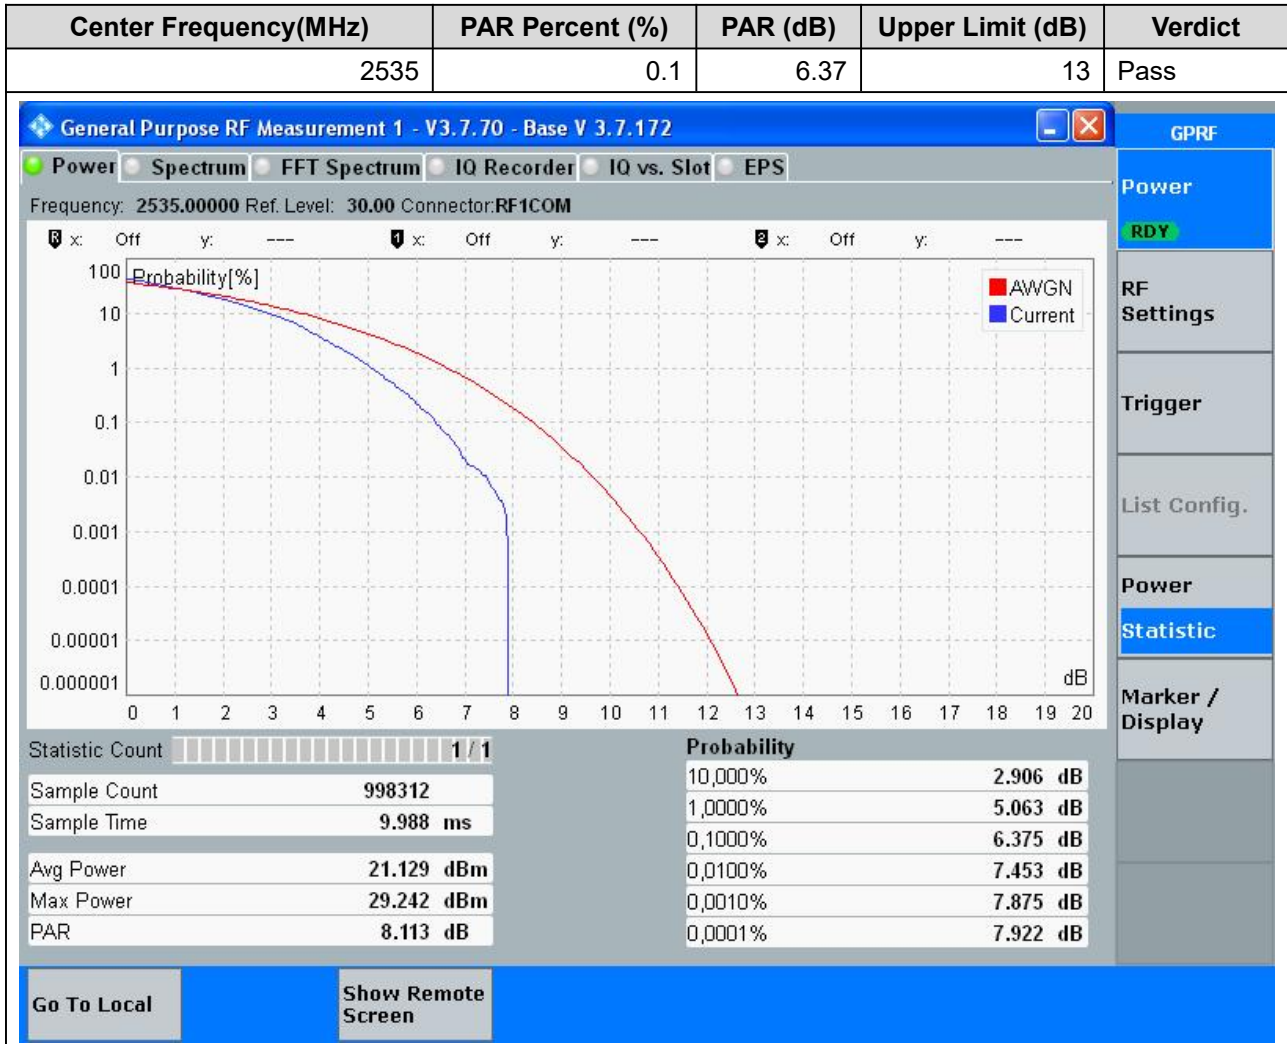 Center Frequency(MHz) PAR Percent (%) PAR (dB) Upper Limit (dB) Verdict
2535 0.1 6.37 13 Pass
General Purpose RF Measurement 1 - V3.7.70 - Base V 3.7.172
GPRF
Power Spectrum FFT Spectrum IQ Recorder IQ vs. Slot EPS
Frequency: 2535.00000 Ref. Level: 30.00 Connector:RF1COM
R x: Off y: --- 1 x: Off y: --- 2 x: Off y: ---
Probability[%]
AWGN
Current
100
10
1
0.1
0.01
0.001
0.0001
0.00001
0.000001
dB
0 1 2 3 4 5 6 7 8 9 10 11 12 13 14 15 16 17 18 19 20
Statistic Count 1 / 1
Sample Count 998312
Sample Time 9.988 ms
Avg Power 21.129 dBm
Max Power 29.242 dBm
PAR 8.113 dB
Probability
10,000% 2.906 dB
1,0000% 5.063 dB
0,1000% 6.375 dB
0,0100% 7.453 dB
0,0010% 7.875 dB
0,0001% 7.922 dB
Power
RDY
RF
Settings
Trigger
List Config.
Power
Statistic
Marker /
Display
Go To Local
Show Remote
Screen